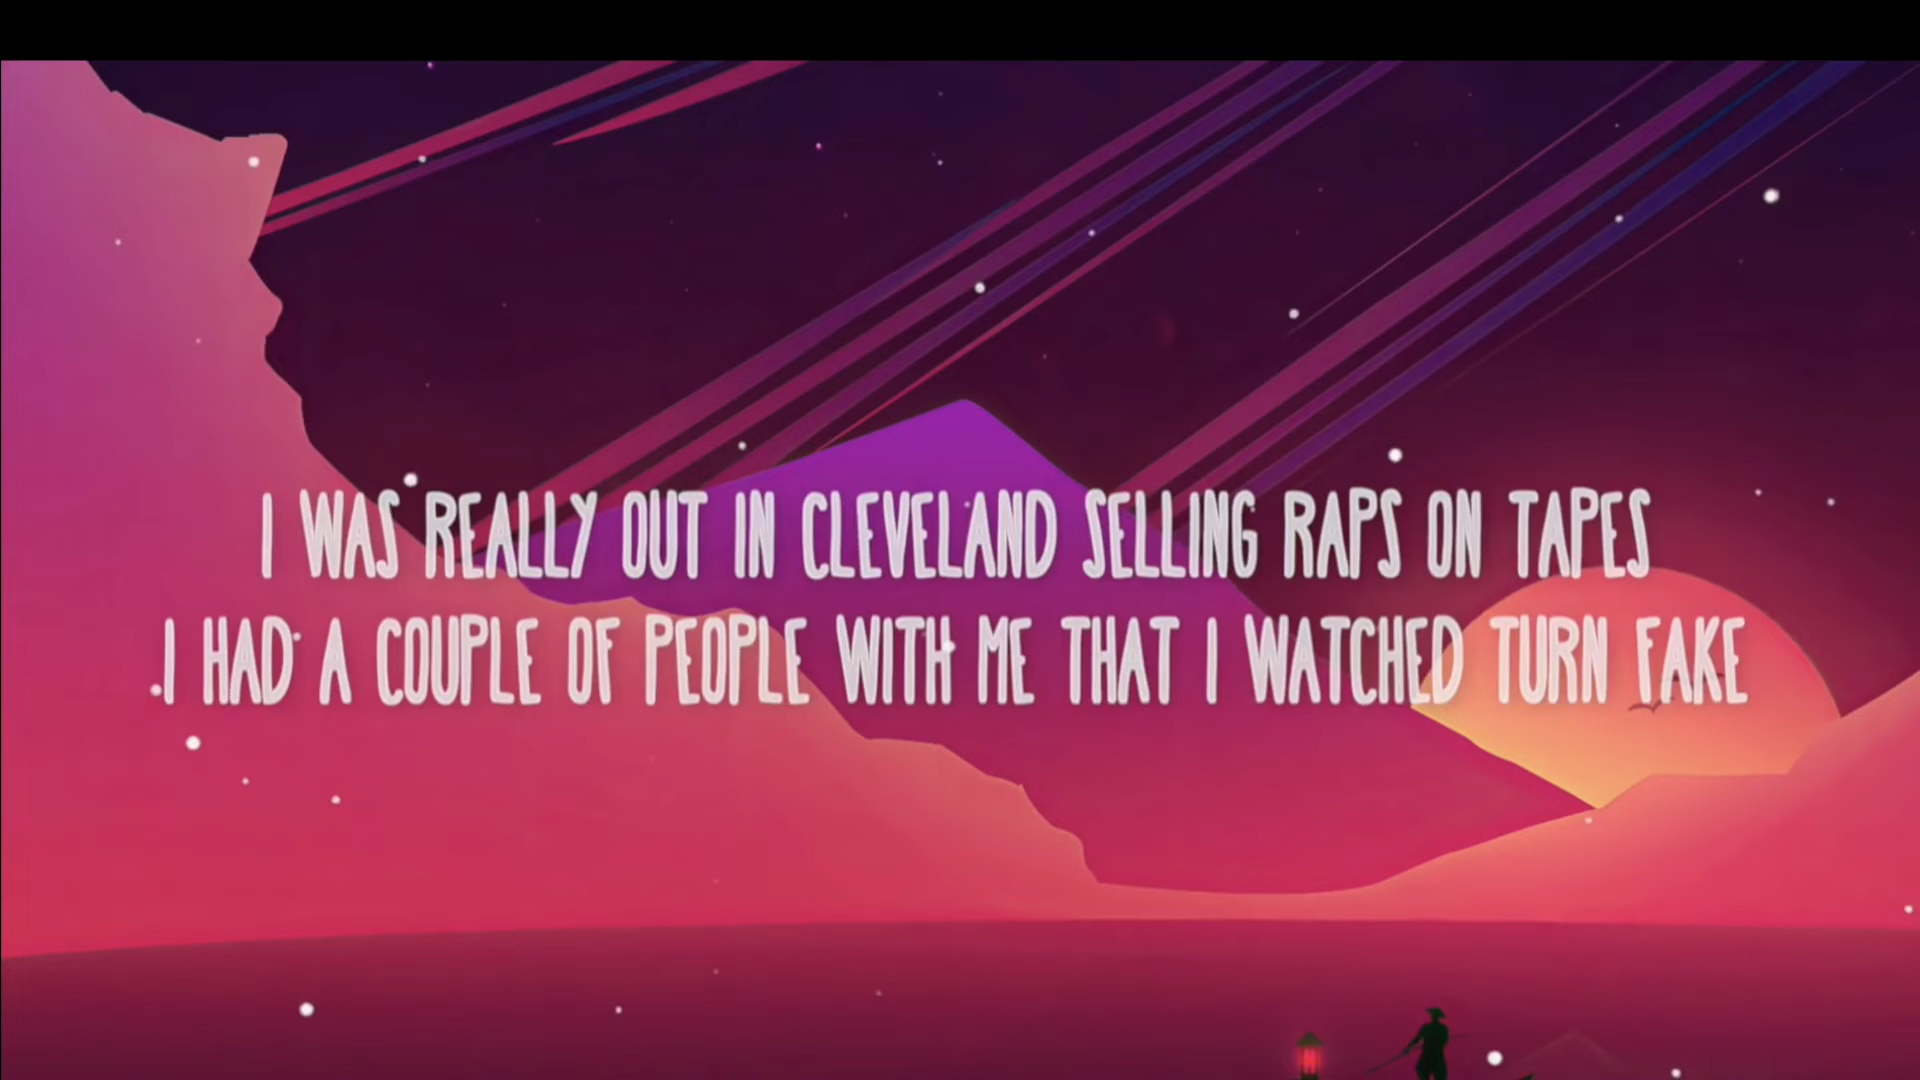 I WAS REALLY OUT IN CLEVELAND SELLING RAPS ON TAPES
I HAD A COUPLE OF PEOPLE WITH ME THAT I WATCHED TURN FAKE